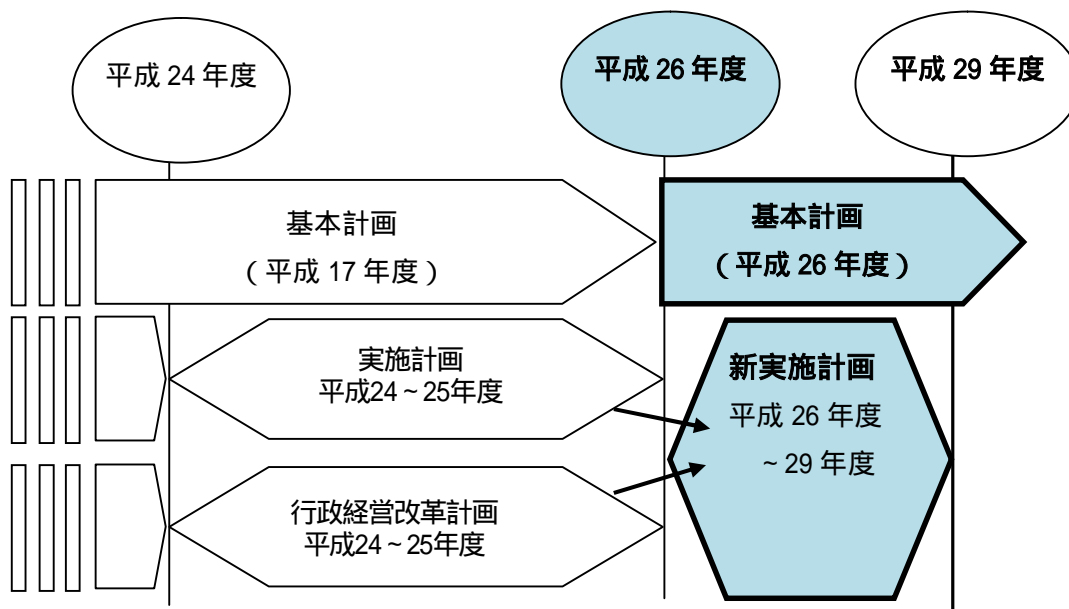 平成 24 年度
平成 26 年度
平成 29 年度
基本計画
（平成 17 年度）
基本計画
（平成 26 年度）
実施計画
平成24～25年度
新実施計画
平成 26 年度
～29 年度
行政経営改革計画
平成24～25年度